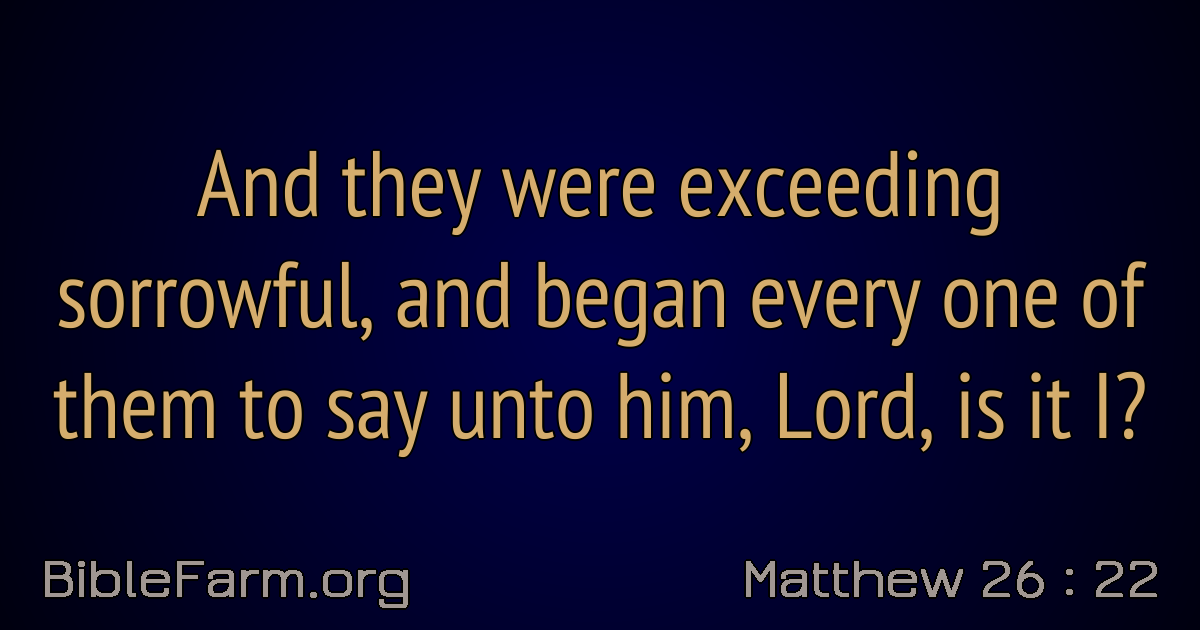 And they were exceeding
sorrowful, and began every one of
them to say unto him, Lord, is it I?
BibleFarm.org
Matthew 26 : 22